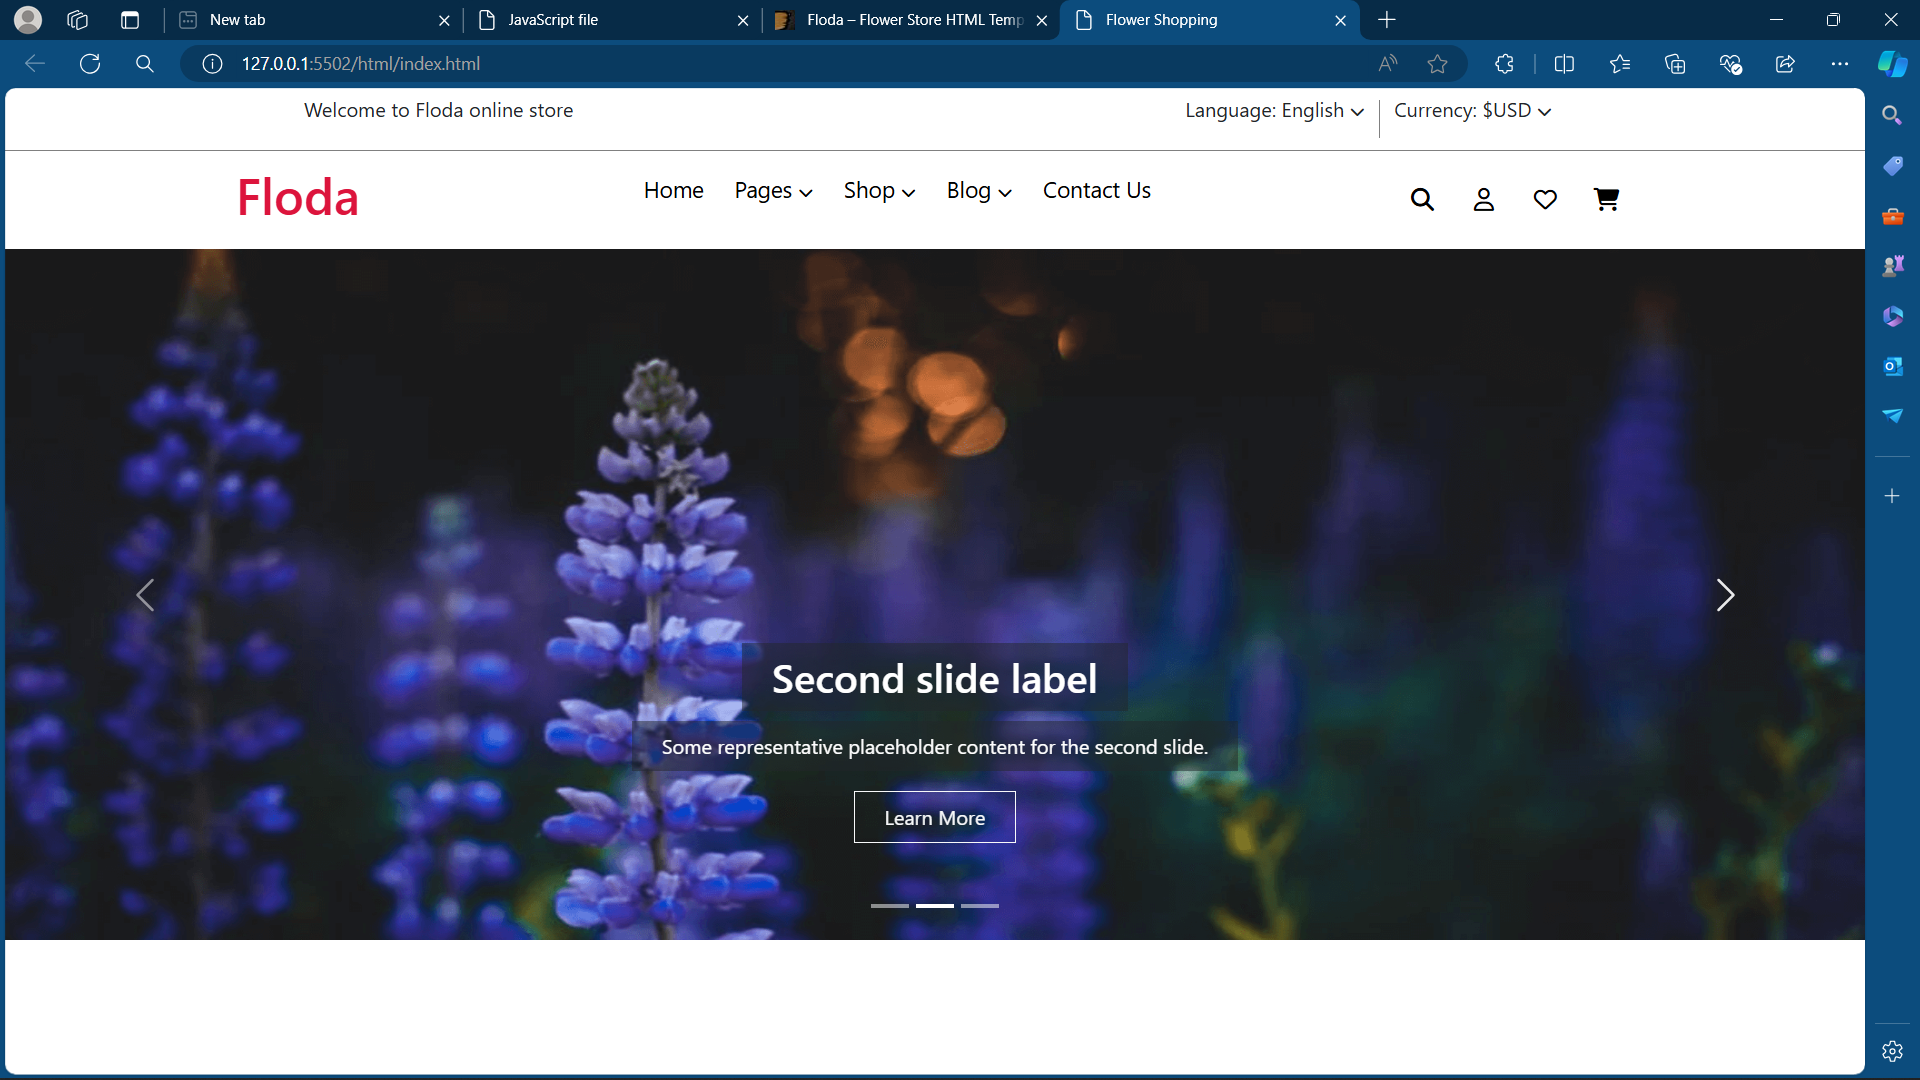 New tab
JavaScript file
Floda – Flower Store HTML Temp
Flower Shopping
127.0.0.1:5502/html/index.html
Welcome to Floda online store
Language: English
Currency: $USD
Floda
Home
Pages
Shop
Blog
Contact Us
Second slide label
Some representative placeholder content for the second slide.
Learn More